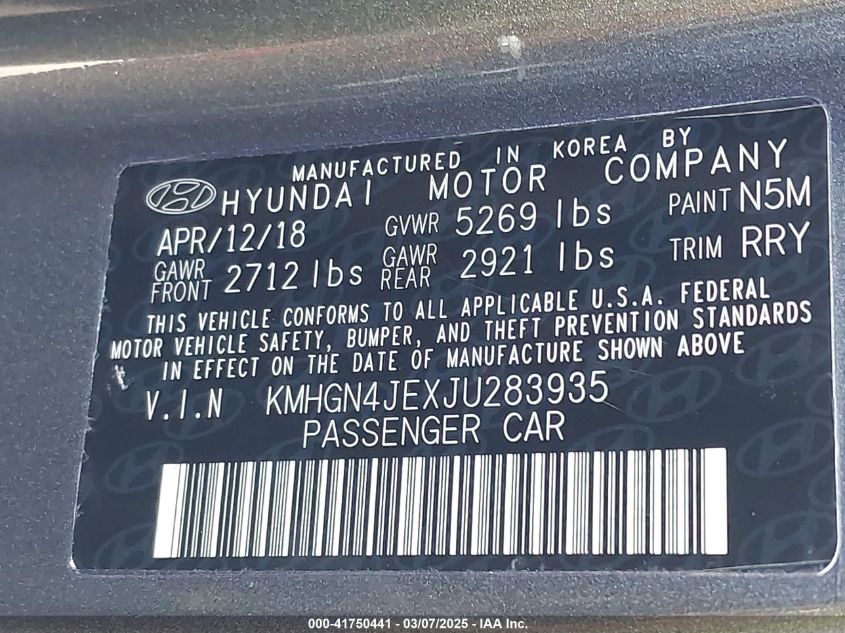 MANUFACTURED IN KOREA BY
HYUNDAI MOTOR COMPANY
APR/12/18 GVWR 5269 lbs PAINT N5M
GAWR FRONT 2712 lbs GAWR REAR 2921 lbs TRIM RRY
THIS VEHICLE CONFORMS TO ALL APPLICABLE U.S.A. FEDERAL
MOTOR VEHICLE SAFETY, BUMPER, AND THEFT PREVENTION STANDARDS
IN EFFECT ON THE DATE OF MANUFACTURE SHOWN ABOVE
V.I.N KMHGN4JEXJU283935
PASSENGER CAR
000-41750441 - 03/07/2025 - IAA Inc.